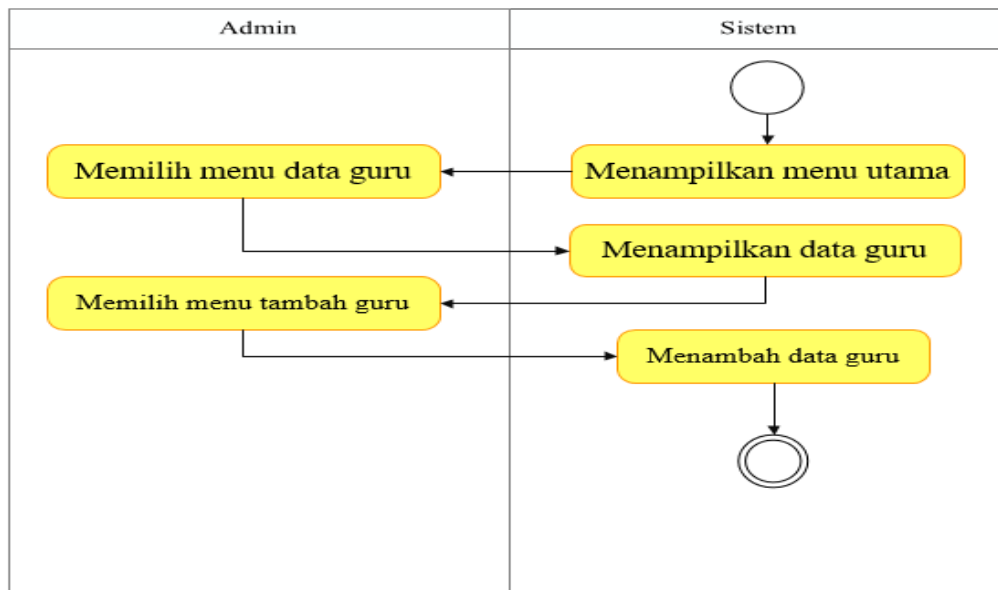 Admin
Sistem
Memilih menu data guru
Menampilkan menu utama
Menampilkan data guru
Memilih menu tambah guru
Menambah data guru